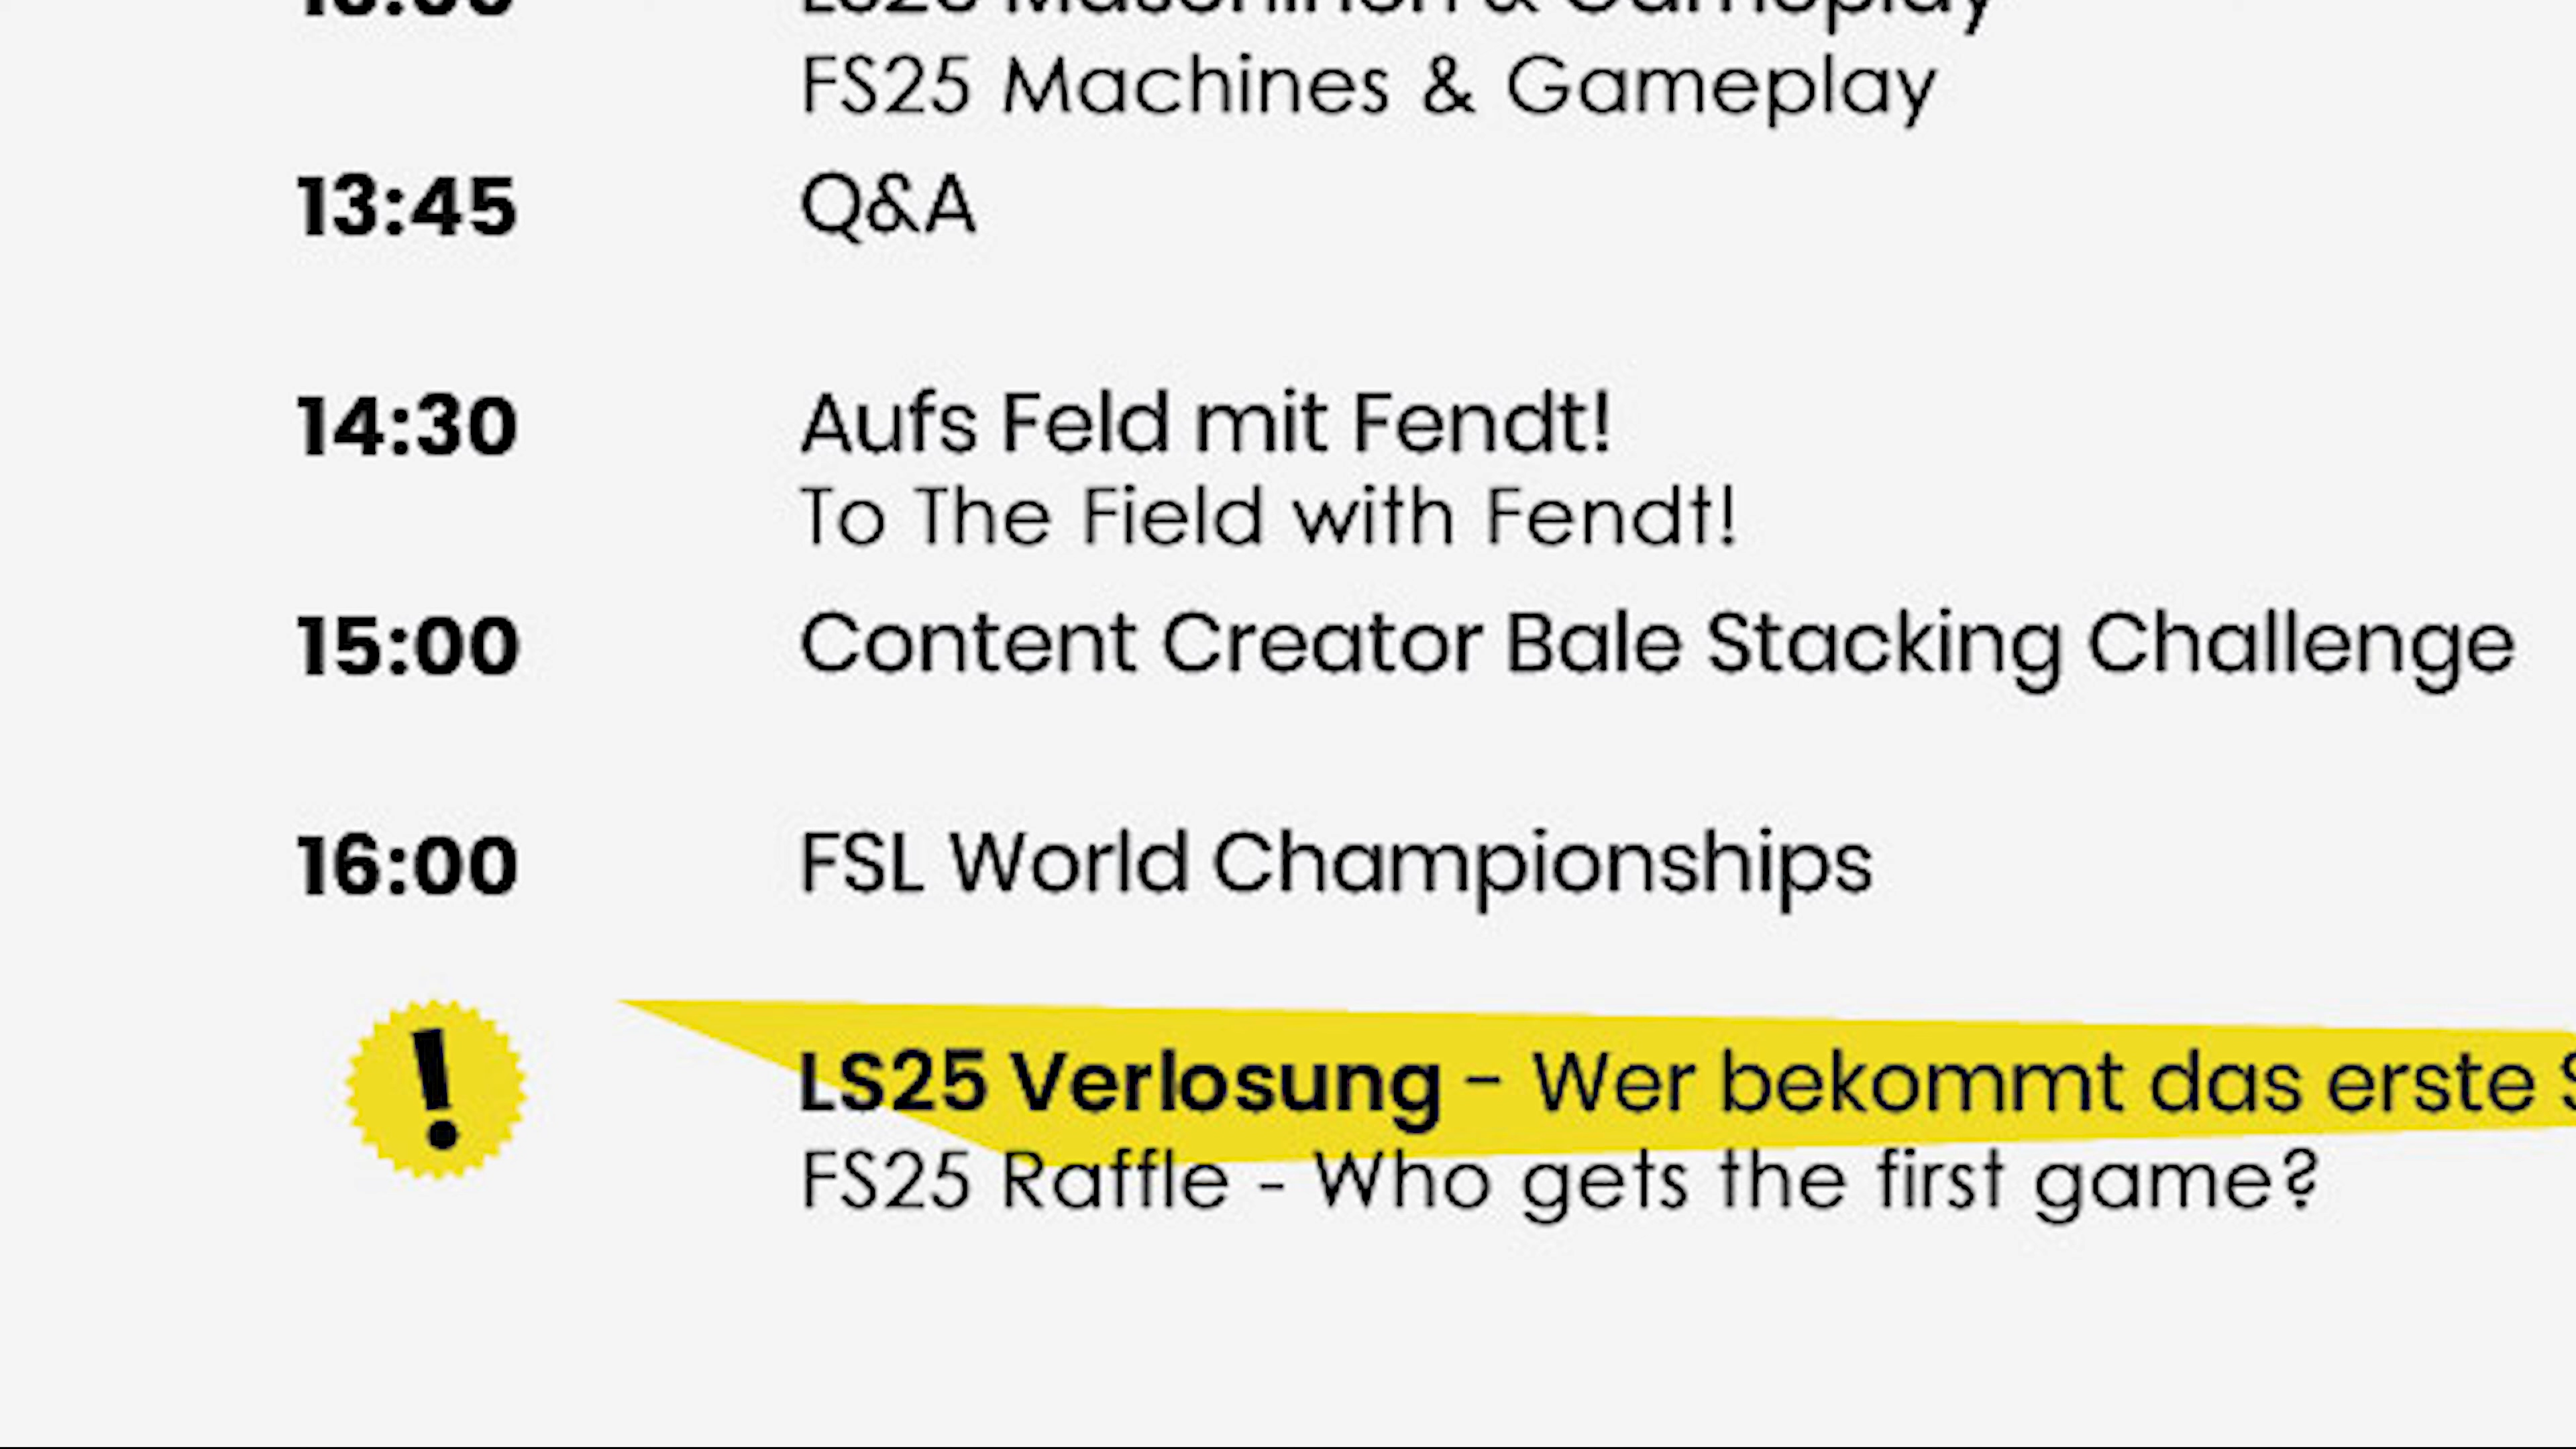 & Gameplay
FS25 Machines & Gameplay
13:45 Q&A
14:30 Aufs Feld mit Fendt!
To The Field with Fendt!
15:00 Content Creator Bale Stacking Challenge
16:00 FSL World Championships
! LS25 Verlosung - Wer bekommt das erste
FS25 Raffle - Who gets the first game?